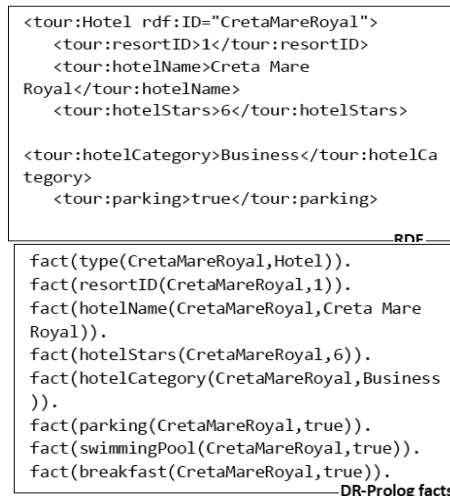 <tour:Hotel rdf:ID="CretaMareRoyal">
<tour:resortID>1</tour:resortID>
<tour:hotelName>Creta Mare
Royal</tour:hotelName>
<tour:hotelStars>6</tour:hotelStars>
<tour:hotelCategory>Business</tour:hotelCa
tegory>
<tour:parking>true</tour:parking>
RDF
fact(type(CretaMareRoyal,Hotel)).
fact(resortID(CretaMareRoyal,1)).
fact(hotelName(CretaMareRoyal,Creta Mare
Royal)).
fact(hotelStars(CretaMareRoyal,6)).
fact(hotelCategory(CretaMareRoyal,Business
)).
fact(parking(CretaMareRoyal,true)).
fact(swimmingPool(CretaMareRoyal,true)).
fact(breakfast(CretaMareRoyal,true)).
DR-Prolog facts